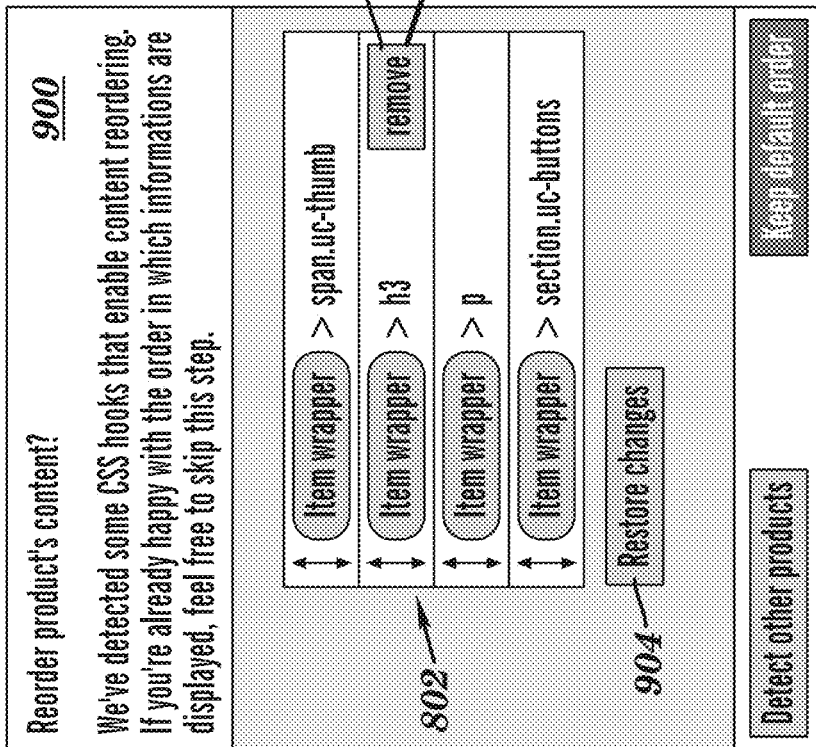 Reorder product's content?
900
We've detected some CSS hooks that enable content reordering.
If you're already happy with the order in which informations are
displayed, feel free to skip this step.
Item wrapper > span.uc-thumb
Item wrapper > h3 remove
Item wrapper > p
Item wrapper > section.uc-buttons
802
904
Restore changes
Detect other products
Keep default order